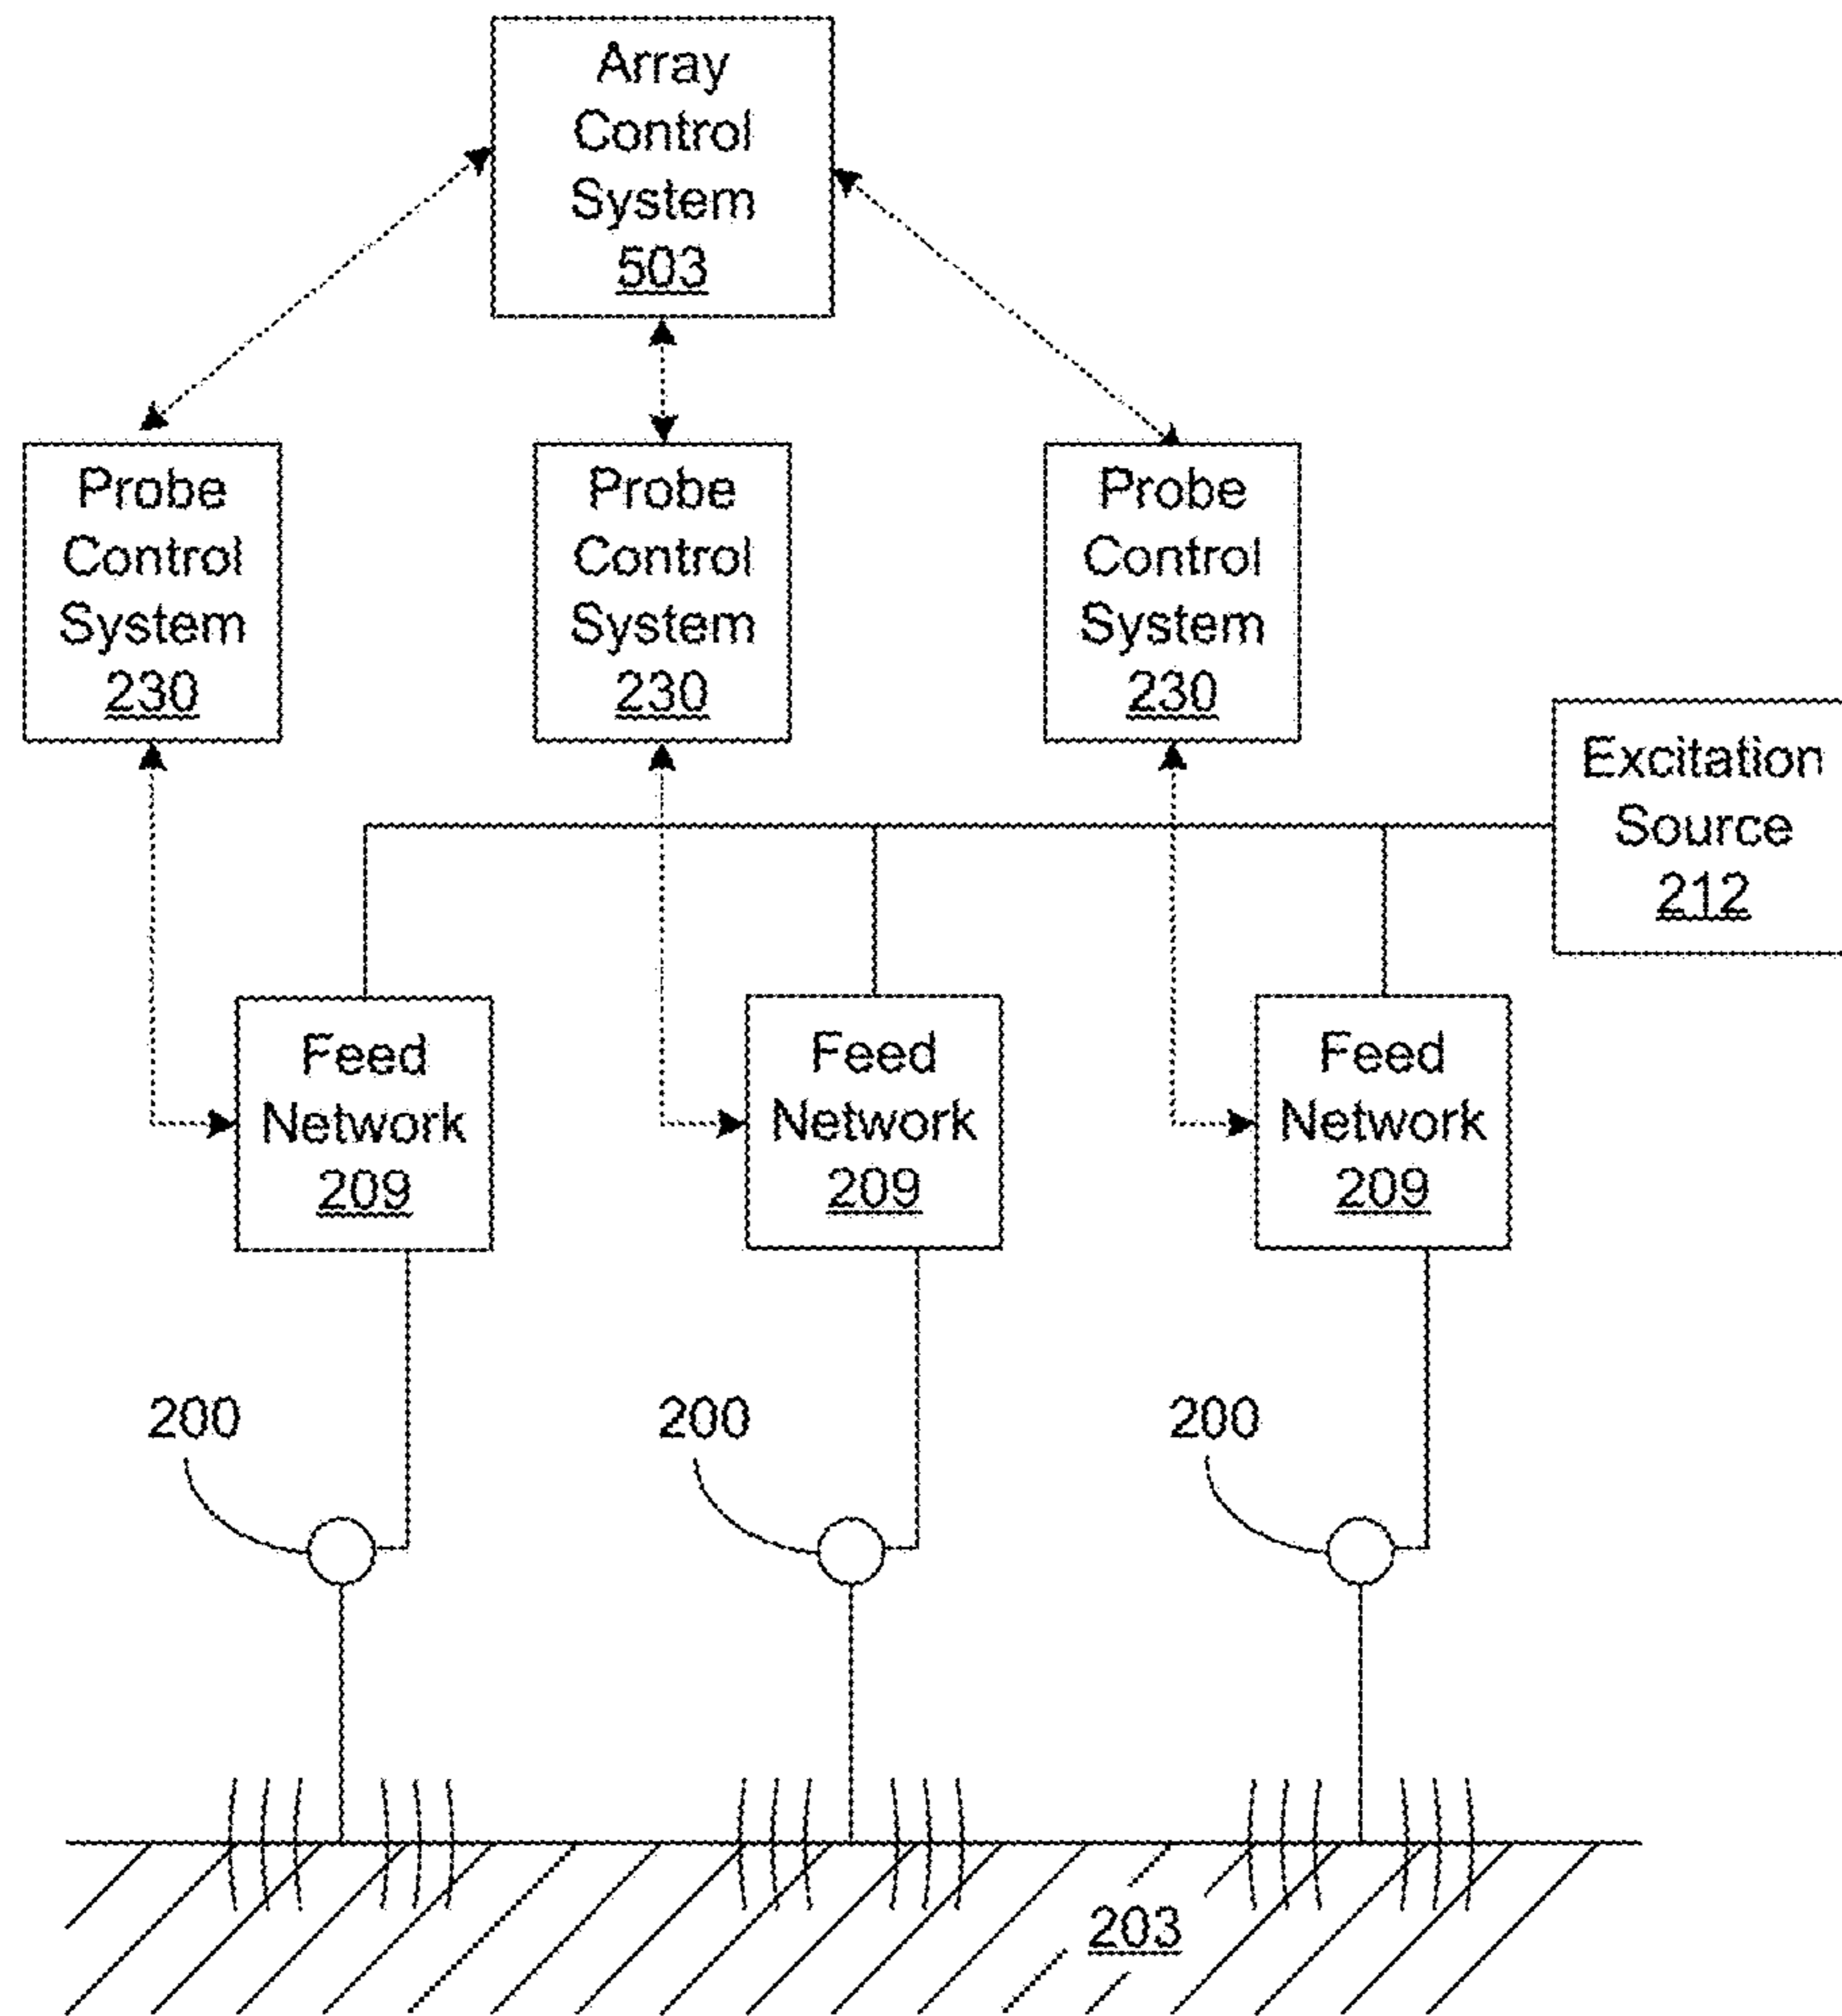 Array
Control
System
503
Probe
Control
System
230
Probe
Control
System
230
Probe
Control
System
230
Excitation
Source
212
Feed
Network
209
Feed
Network
209
Feed
Network
209
200
200
200
203